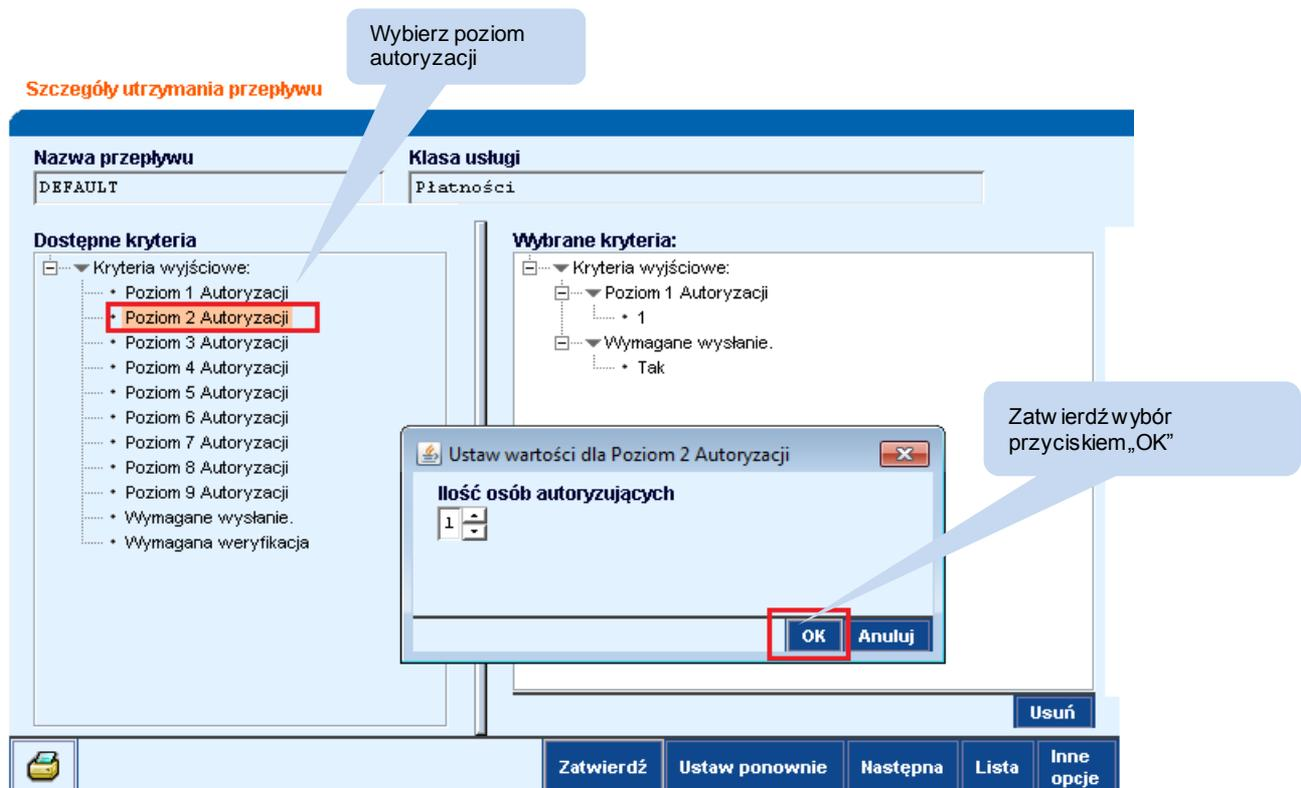 Wybierz poziom
autoryzacji
Szczegóły utrzymania przepływu
Nazwa przepływu
Klasa usługi
DEFAULT
Płatności
Dostępne kryteria
Kryteria wyjściowe:
Poziom 1 Autoryzacji
Poziom 2 Autoryzacji
Poziom 3 Autoryzacji
Poziom 4 Autoryzacji
Poziom 5 Autoryzacji
Poziom 6 Autoryzacji
Poziom 7 Autoryzacji
Poziom 8 Autoryzacji
Poziom 9 Autoryzacji
Wymagane wysłanie.
Wymagana weryfikacja
Wybrane kryteria:
Kryteria wyjściowe:
Poziom 1 Autoryzacji
1
Wymagane wysłanie.
Tak
Zatwierdź wybór
przyciskiem „OK”
Ustaw wartości dla Poziom 2 Autoryzacji
Ilość osób autoryzujących
1
OK
Anuluj
Usuń
Zatwierdź
Ustaw ponownie
Następna
Lista
Inne
opcje